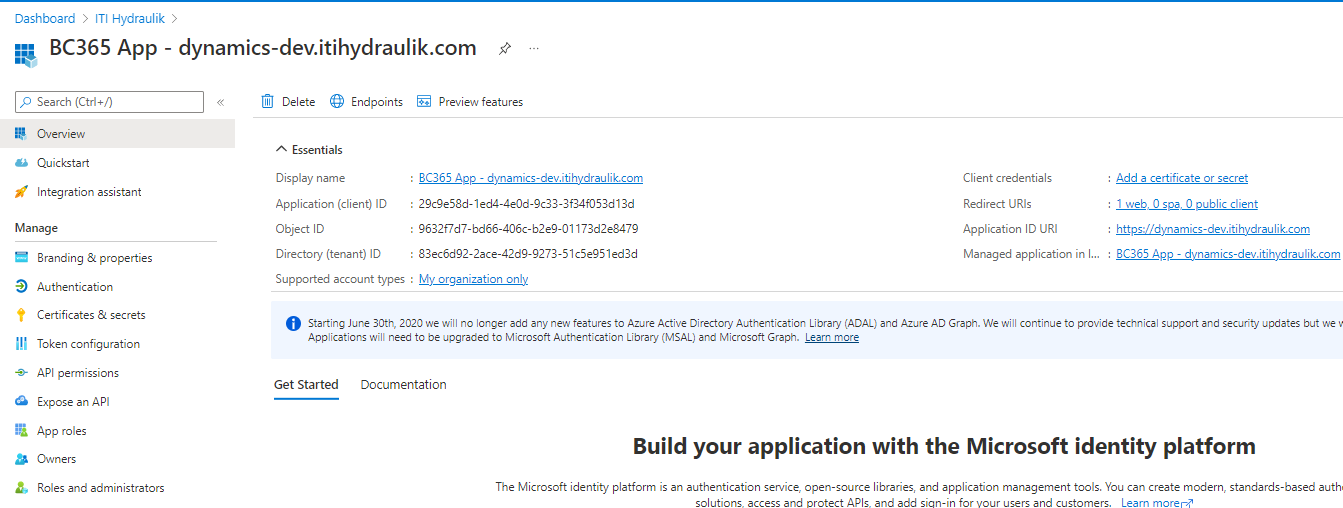 Dashboard > ITI Hydraulik >
BC365 App - dynamics-dev.itihydraulik.com ...
Search (Ctrl+/) «
Delete Endpoints Preview features
Overview
Quickstart
Integration assistant
Manage
Branding & properties
Authentication
Certificates & secrets
Token configuration
API permissions
Expose an API
App roles
Owners
Roles and administrators
Essentials
Display name : BC365 App - dynamics-dev.itihydraulik.com
Application (client) ID : 29c9e58d-1ed4-4e0d-9c33-3f34f053d13d
Object ID : 9632f7d7-bd66-406c-b2e9-01173d2e8479
Directory (tenant) ID : 83ec6d92-2ace-42d9-9273-51c5e951ed3d
Supported account types : My organization only
Client credentials : Add a certificate or secret
Redirect URIs : 1 web, 0 spa, 0 public client
Application ID URI : https://dynamics-dev.itihydraulik.com
Managed application in l... : BC365 App - dynamics-dev.itihydraulik.com
Starting June 30th, 2020 we will no longer add any new features to Azure Active Directory Authentication Library (ADAL) and Azure AD Graph. We will continue to provide technical support and security updates but we w
Applications will need to be upgraded to Microsoft Authentication Library (MSAL) and Microsoft Graph. Learn more
Get Started Documentation
Build your application with the Microsoft identity platform
The Microsoft identity platform is an authentication service, open-source libraries, and application management tools. You can create modern, standards-based auth
solutions, access and protect APIs, and add sign-in for your users and customers. Learn more